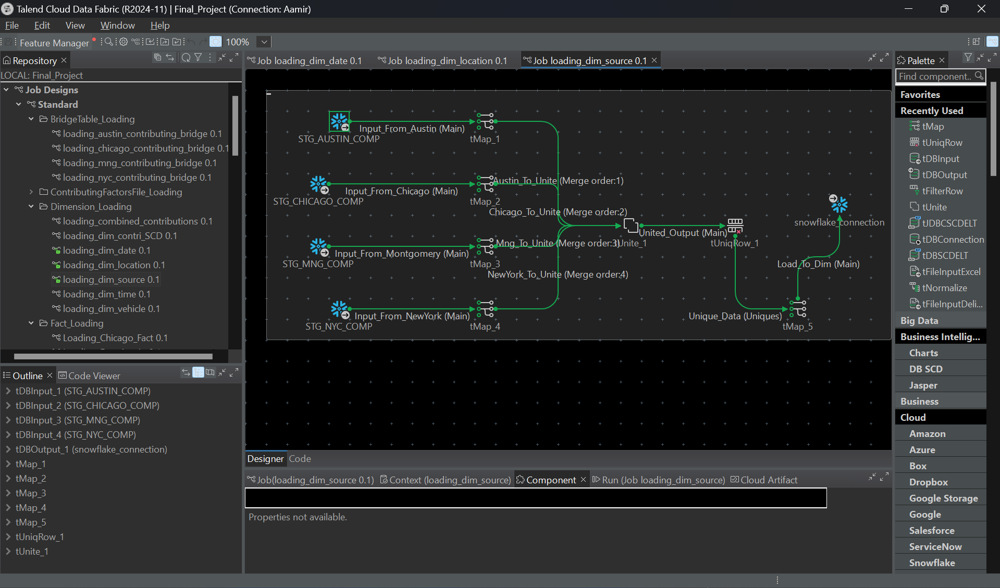 Talend Cloud Data Fabric (R2024-11) | Final_Project (Connection: Aamir)
File Edit View Window Help
Feature Manager 100%
Repository
LOCAL: Final_Project
Job Designs
Standard
BridgeTable_Loading
loading_austin_contributing_bridge 0.1
loading_chicago_contributing_bridge 0.1
loading_mng_contributing_bridge 0.1
loading_nyc_contributing_bridge 0.1
ContributingFactorsFile_Loading
Dimension_Loading
loading_combined_contributions 0.1
loading_dim_contri_SCD 0.1
loading_dim_date 0.1
loading_dim_location 0.1
loading_dim_source 0.1
loading_dim_time 0.1
loading_dim_vehicle 0.1
Fact_Loading
Loading_Chicago_Fact 0.1
Outline Code Viewer
tDBInput_1 (STG_AUSTIN_COMP)
tDBInput_2 (STG_CHICAGO_COMP)
tDBInput_3 (STG_MNG_COMP)
tDBInput_4 (STG_NYC_COMP)
tDBOutput_1 (snowflake_connection)
tMap_1
tMap_2
tMap_3
tMap_4
tMap_5
tUniqRow_1
tUnite_1
Job loading_dim_date 0.1 Job loading_dim_location 0.1 Job loading_dim_source 0.1
Input_From_Austin (Main)
STG_AUSTIN_COMP tMap_1
Austin_To_Unite (Merge order:1)
Input_From_Chicago (Main)
STG_CHICAGO_COMP tMap_2
Chicago_To_Unite (Merge order:2)
snowflake_connection
United_Output (Main)
Mng_To_Unite (Merge order:3) tUnite_1 tUniqRow_1
Input_From_Montgomery (Main)
STG_MNG_COMP tMap_3 Load_To_Dim (Main)
NewYork_To_Unite (Merge order:4)
Input_From_NewYork (Main) Unique_Data (Uniques)
STG_NYC_COMP tMap_4 tMap_5
Designer Code
Job(loading_dim_source 0.1) Context (loading_dim_source) Component Run (Job loading_dim_source) Cloud Artifact
Properties not available.
Palette
Find component..
Favorites
Recently Used
tMap
tUniqRow
tDBInput
tDBOutput
tFilterRow
tUnite
tJDBCSCDELT
tDBConnection
tDBSCDELT
tFileInputExcel
tNormalize
tFileInputDeli...
Big Data
Business Intellig...
Charts
DB SCD
Jasper
Business
Cloud
Amazon
Azure
Box
Dropbox
Google Storage
Google
Salesforce
ServiceNow
Snowflake